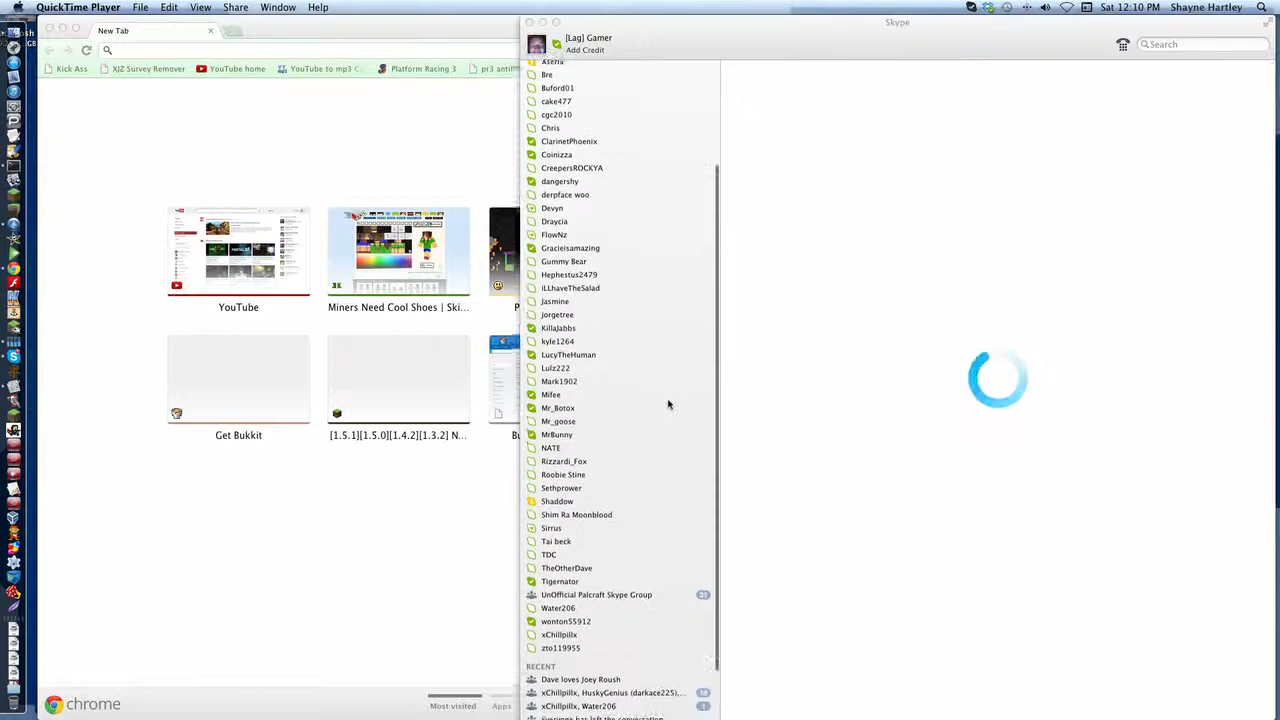 QuickTime Player File Edit View Share Window Help
Sat 12:10 PM Shayne Hartley
New Tab
Kick Ass XJZ Survey Remover YouTube home YouTube to mp3 C... Platform Racing 3
YouTube
Miners Need Cool Shoes | Ski...
Get Bukkit
[1.5.1][1.5.0][1.4.2][1.3.2] N...
chrome
Most visited
Apps
Skype
[Lag] Gamer
Add Credit
Search
Bre
Buford01
cake477
cgc2010
Chris
ClarinetPhoenix
Coinizza
CreepersROCKYA
dangershy
derpface woo
Devyn
Draycia
FlowNz
Gracieisamazing
Gummy Bear
Hephestus2479
iLLhaveTheSalad
Jasmine
Jorgetree
KillaJabbs
kyle1264
LucyTheHuman
Lulz222
Mark1902
Mifee
Mr_Botox
Mr_goose
MrBunny
NATE
Rizzardi_Fox
Roobie Stine
Sethprower
Shaddow
Shim Ra Moonblood
Sirrus
Tai beck
TDC
TheOtherDave
Tigernator
UnOfficial Palcraft Skype Group 31
Water206
wonton55912
xChillpillx
zto119955
RECENT
Dave loves Joey Roush
xChillpillx, HuskyGenius (darkace225),... 18
xChillpillx, Water206 1
Everyone has left the conversation